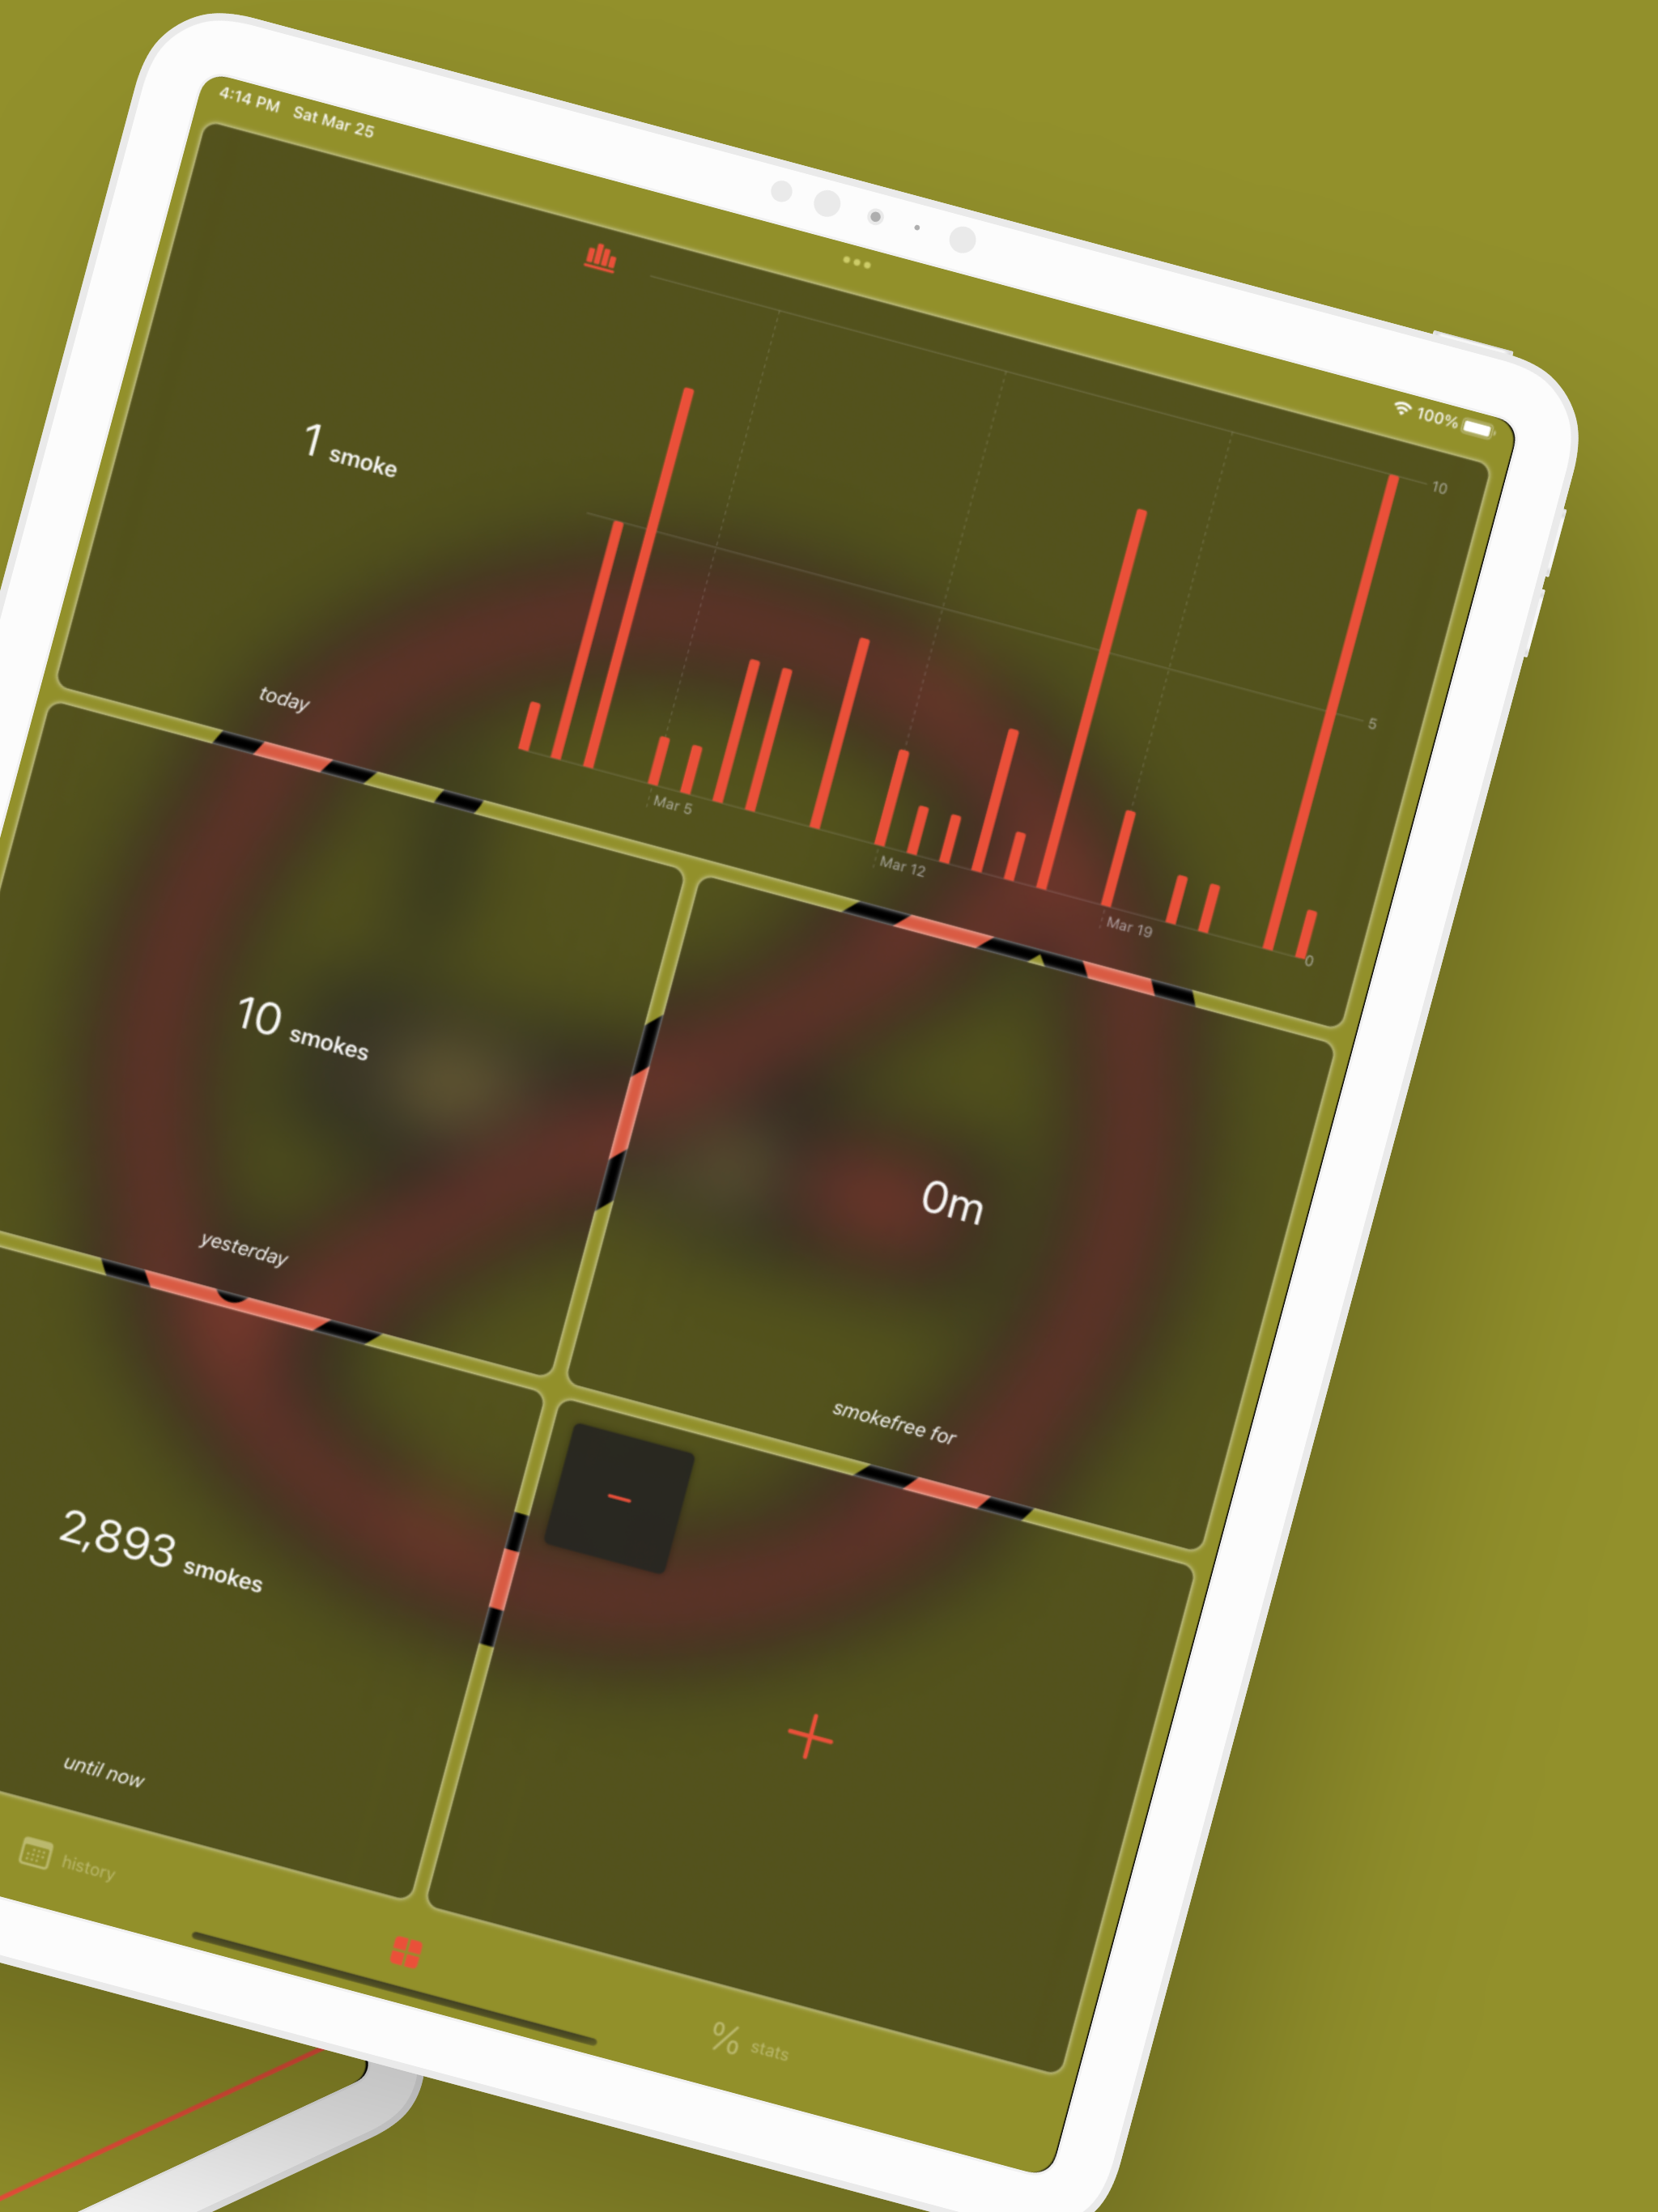 4:14 PM Sat Mar 25
100%
10
5
0
Mar 5
Mar 12
Mar 19
1 smoke
today
10 smokes
yesterday
0m
smokefree for
2,893 smokes
until now
history
% stats